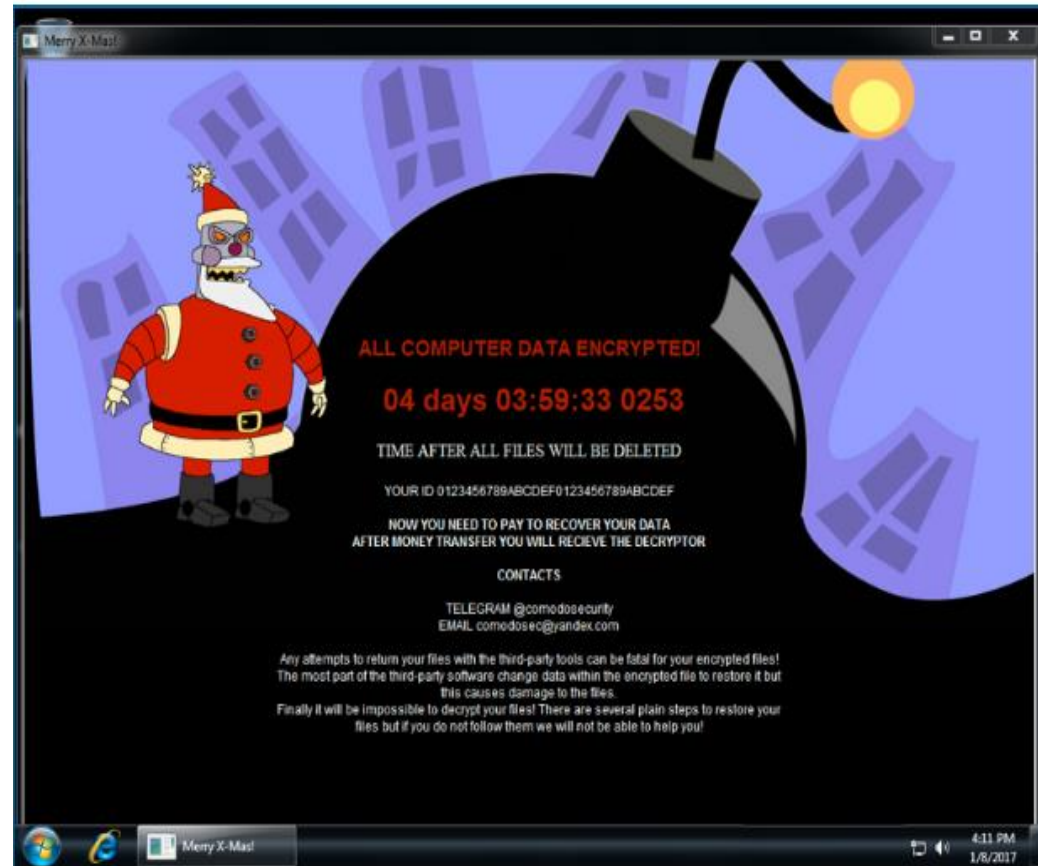 Merry X-Mas!
ALL COMPUTER DATA ENCRYPTED!
04 days 03:59:33 0253
TIME AFTER ALL FILES WILL BE DELETED
YOUR ID 0123456789ABCDEF0123456789ABCDEF
NOW YOU NEED TO PAY TO RECOVER YOUR DATA
AFTER MONEY TRANSFER YOU WILL RECIEVE THE DECRYPTOR
CONTACTS
TELEGRAM @comodosecurity
EMAIL comodosec@yandex.com
Any attempts to return your files with the third-party tools can be fatal for your encrypted files!
The most part of the third-party software change data within the encrypted file to restore it but
this causes damage to the files.
Finally it will be impossible to decrypt your files! There are several plain steps to restore your
files but if you do not follow them we will not be able to help you!
Merry X-Mas!
4:11 PM
1/8/2017